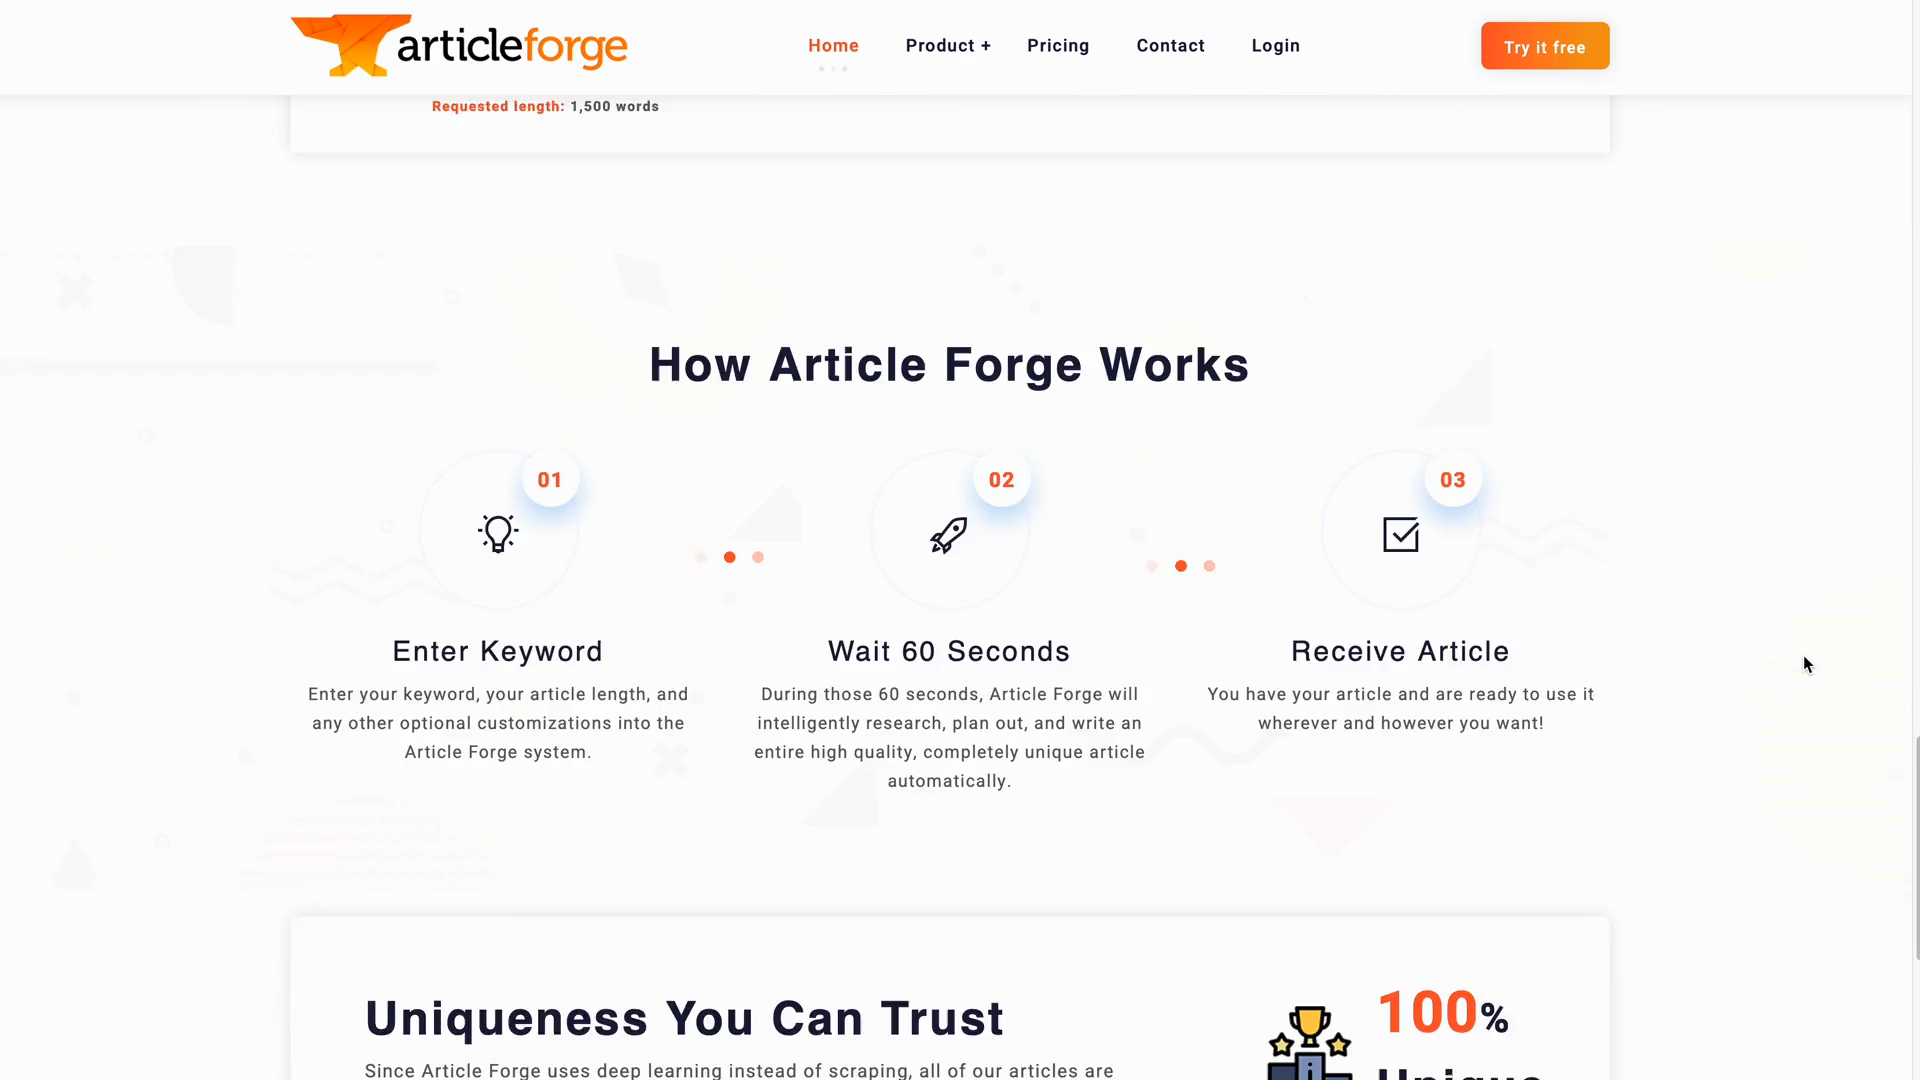 articleforge
Home
Product +
Pricing
Contact
Login
Try it free
Requested length: 1,500 words
How Article Forge Works
01
02
03
Enter Keyword
Enter your keyword, your article length, and
any other optional customizations into the
Article Forge system.
Wait 60 Seconds
During those 60 seconds, Article Forge will
intelligently research, plan out, and write an
entire high quality, completely unique article
automatically.
Receive Article
You have your article and are ready to use it
wherever and however you want!
Uniqueness You Can Trust
Since Article Forge uses deep learning instead of scraping, all of our articles are
100%
Unique